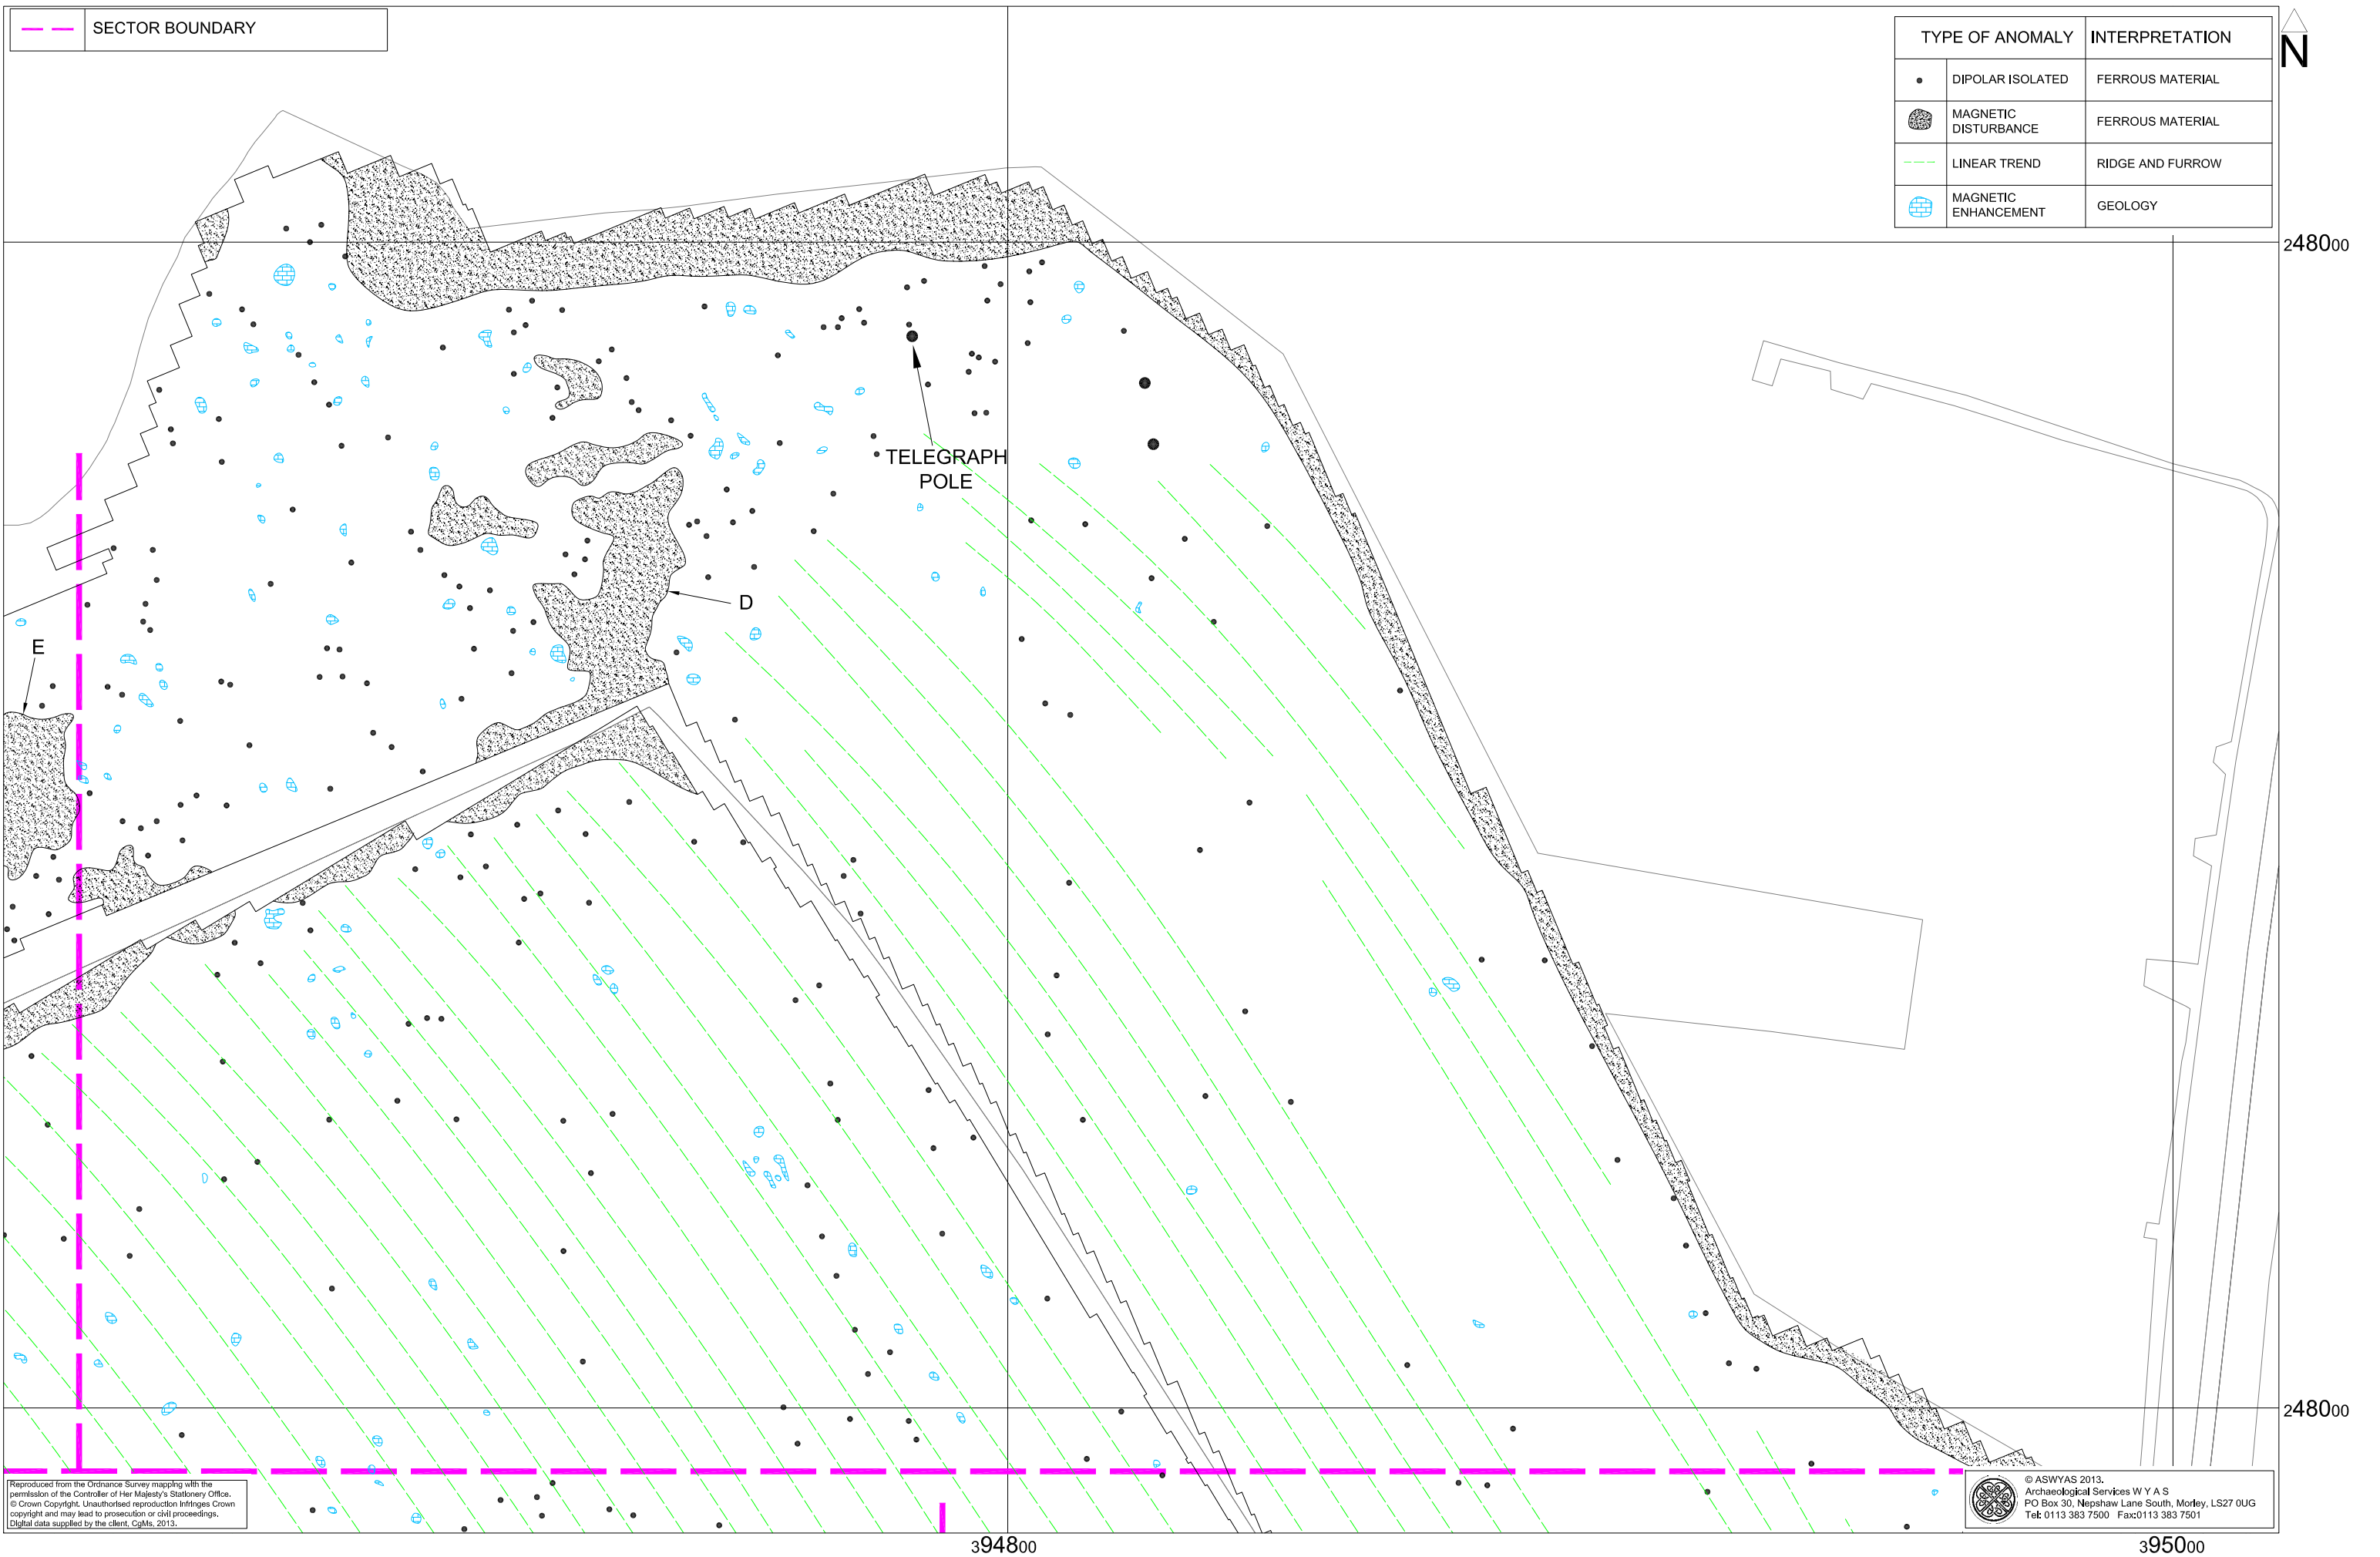 SECTOR BOUNDARY
N
TYPE OF ANOMALY INTERPRETATION
DIPOLAR ISOLATED FERROUS MATERIAL
MAGNETIC
DISTURBANCE
FERROUS MATERIAL
LINEAR TREND RIDGE AND FURROW
MAGNETIC
ENHANCEMENT
GEOLOGY
248000
TELEGRAPH
POLE
D
E
248000
Reproduced from the Ordnance Survey mapping with the
permission of the Controller of Her Majesty's Stationery Office.
© Crown Copyright. Unauthorised reproduction infringes Crown
copyright and may lead to prosecution or civil proceedings.
Digital data supplied by the client, CgMs, 2013.
© ASWYAS 2013.
Archaeological Services W Y A S
PO Box 30, Nepshaw Lane South, Morley, LS27 0UG
Tel: 0113 383 7500 Fax:0113 383 7501
394800
395000